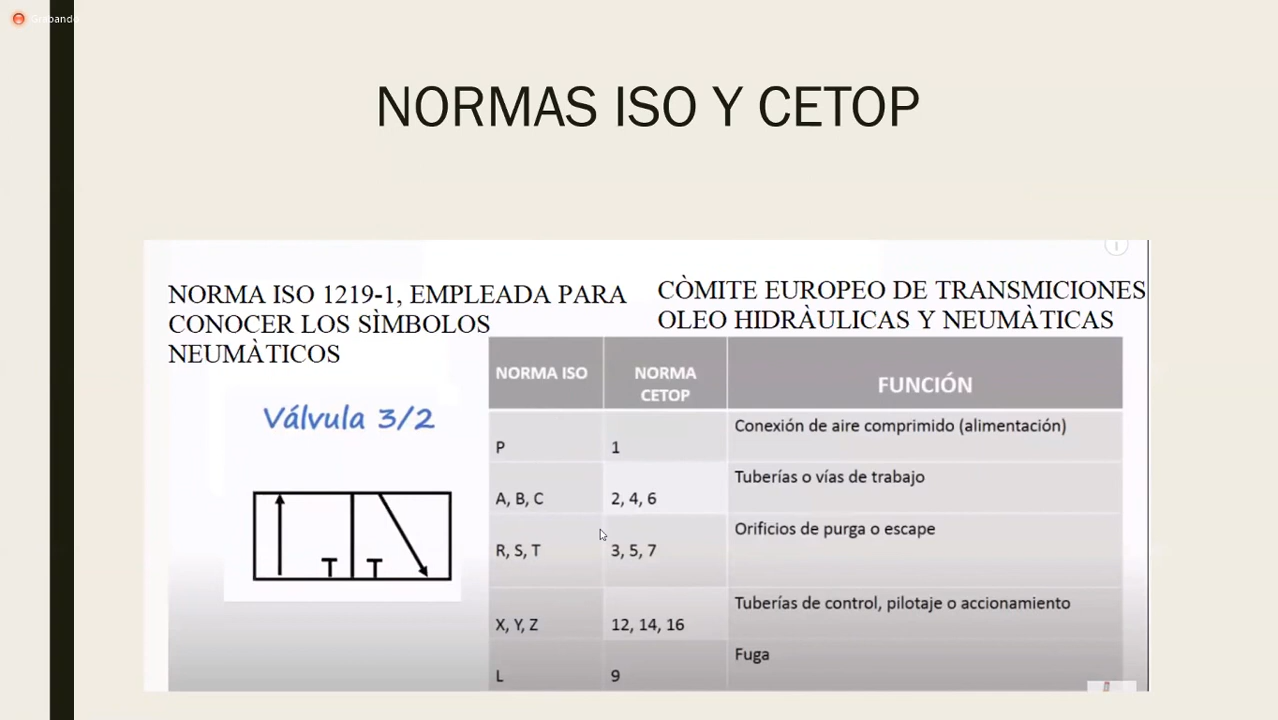 Grabando
NORMAS ISO Y CETOP
NORMA ISO 1219-1, EMPLEADA PARA
CONOCER LOS SÌMBOLOS
NEUMÀTICOS
CÒMITE EUROPEO DE TRANSMICIONES
OLEO HIDRÀULICAS Y NEUMÀTICAS
Válvula 3/2
T T
NORMA ISO NORMA CETOP FUNCIÓN
P 1 Conexión de aire comprimido (alimentación)
A, B, C 2, 4, 6 Tuberías o vías de trabajo
R, S, T 3, 5, 7 Orificios de purga o escape
X, Y, Z 12, 14, 16 Tuberías de control, pilotaje o accionamiento
L 9 Fuga